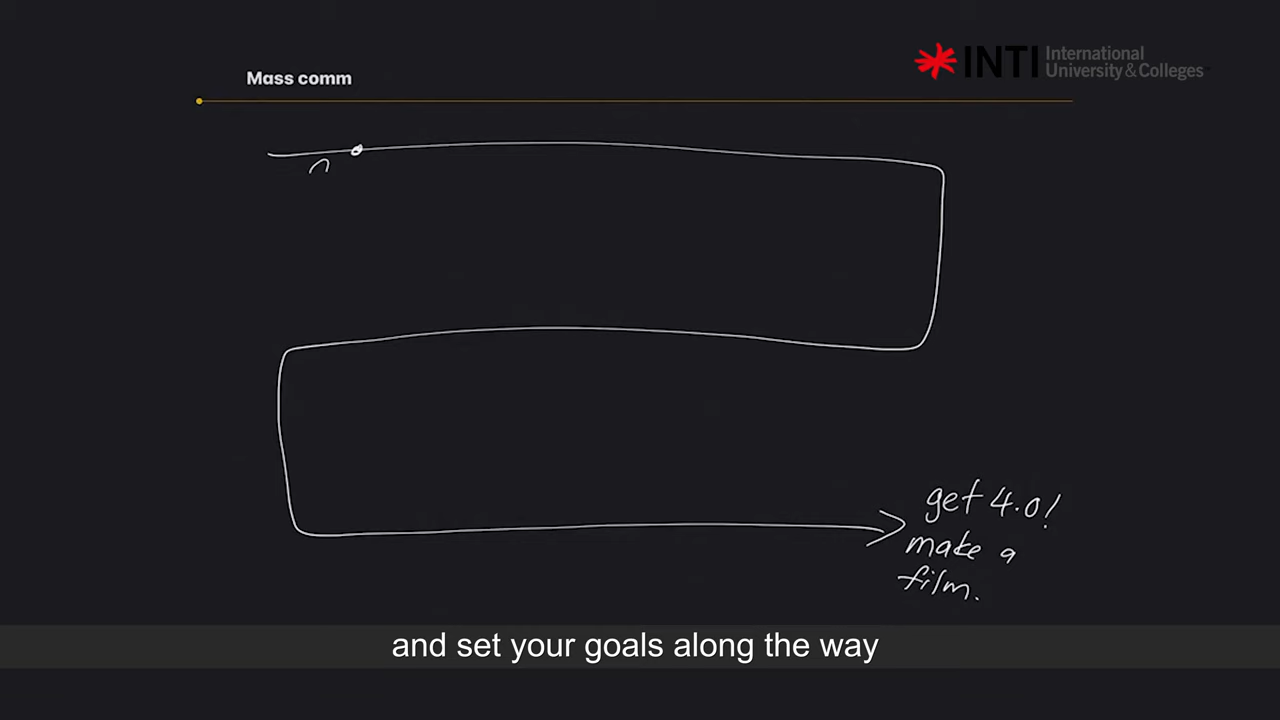 Mass comm
INTI International
University & Colleges
get 4.0!
make a
film.
and set your goals along the way